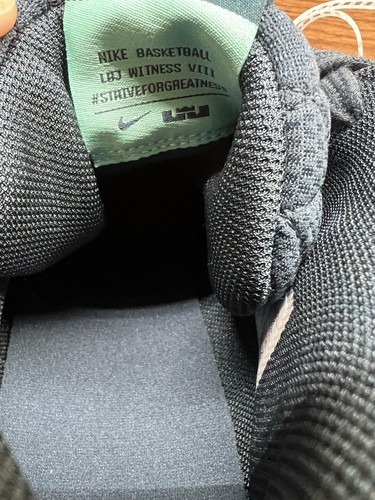 NIKE BASKETBALL
LBJ WITNESS VIII
#STRIVEFORGREATNESS